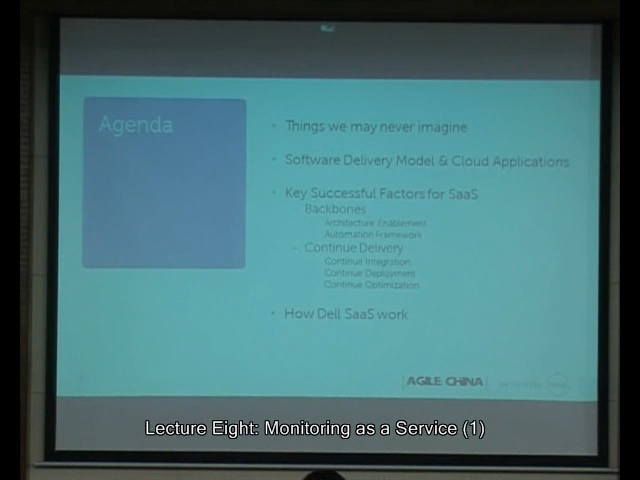 Agenda
Things we may never imagine
Software Delivery Model & Cloud Applications
Key Successful Factors for SaaS
Backbones
Architecture Enablement
Automation Framework
Continue Delivery
Continue Integration
Continue Deployment
Continue Optimization
How Dell SaaS work
AGILE CHINA
Lecture Eight: Monitoring as a Service (1)